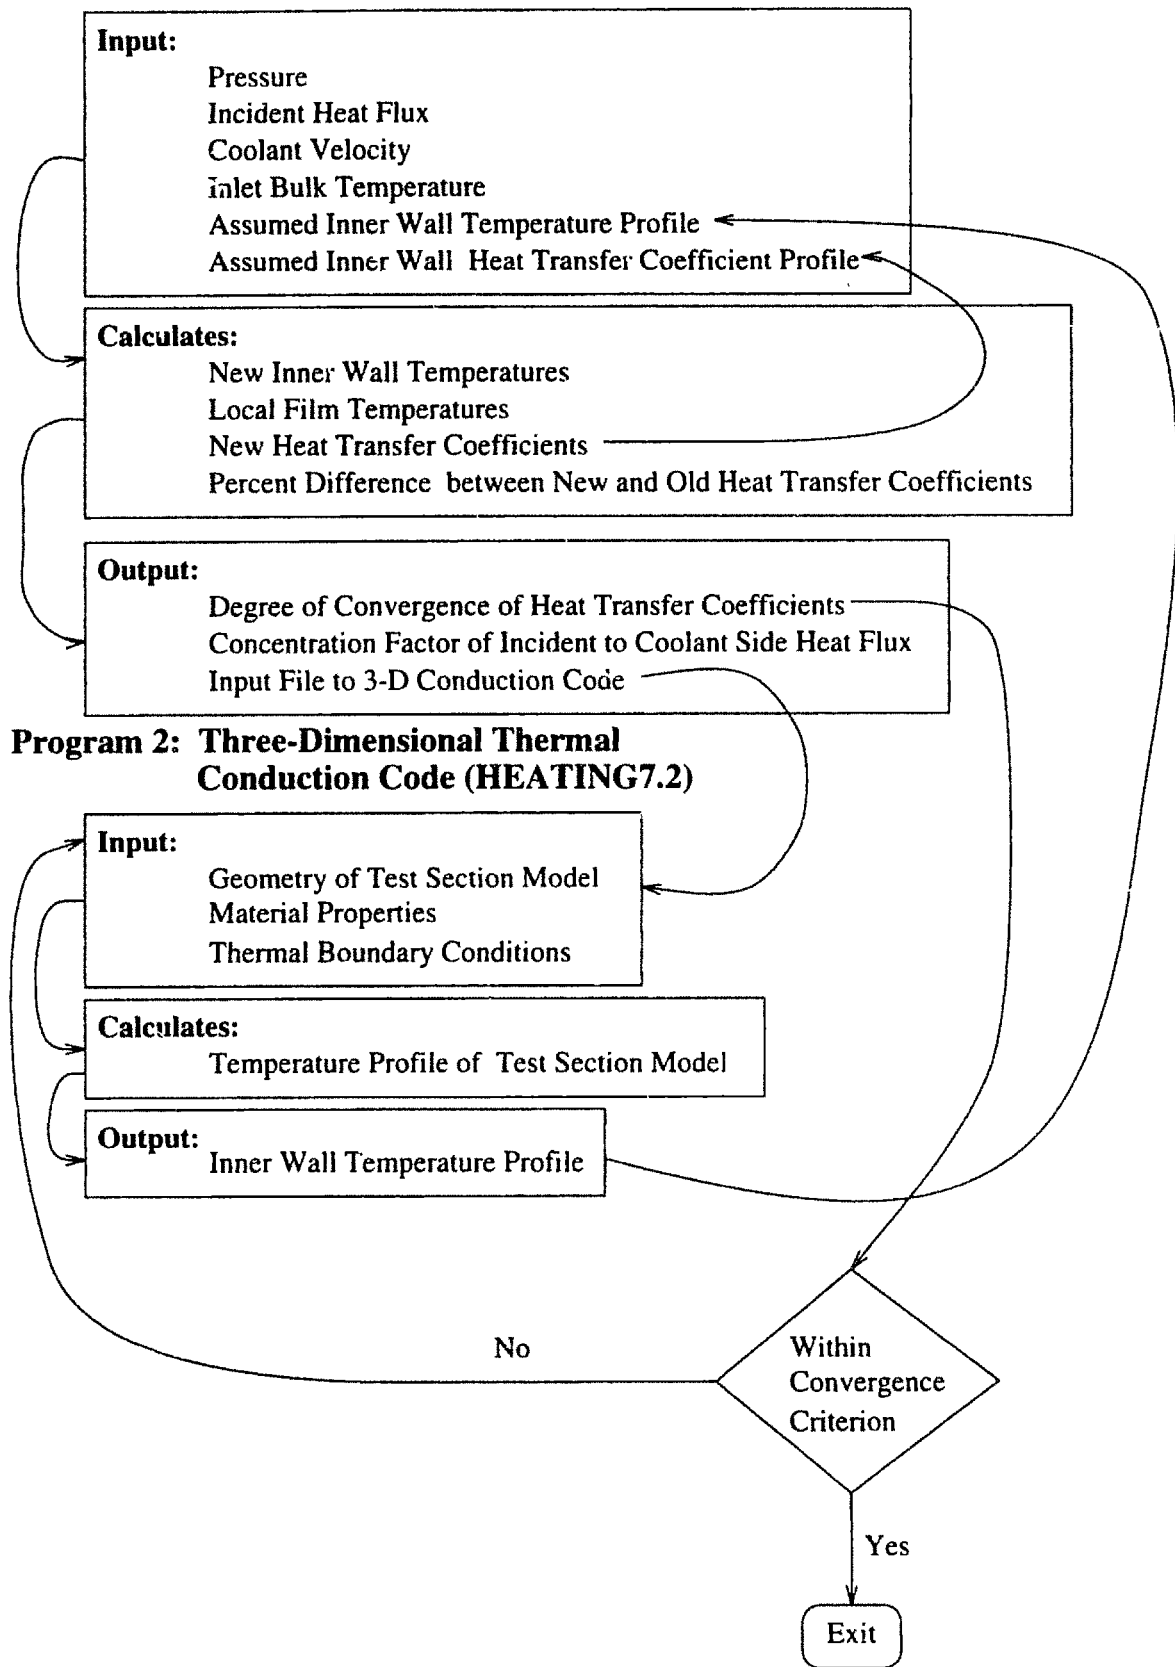 Input:
Pressure
Incident Heat Flux
Coolant Velocity
Inlet Bulk Temperature
Assumed Inner Wall Temperature Profile
Assumed Inner Wall Heat Transfer Coefficient Profile
Calculates:
New Inner Wall Temperatures
Local Film Temperatures
New Heat Transfer Coefficients
Percent Difference between New and Old Heat Transfer Coefficients
Output:
Degree of Convergence of Heat Transfer Coefficients
Concentration Factor of Incident to Coolant Side Heat Flux
Input File to 3-D Conduction Code
Program 2: Three-Dimensional Thermal
Conduction Code (HEATING7.2)
Input:
Geometry of Test Section Model
Material Properties
Thermal Boundary Conditions
Calculates:
Temperature Profile of Test Section Model
Output:
Inner Wall Temperature Profile
No
Within
Convergence
Criterion
Yes
Exit